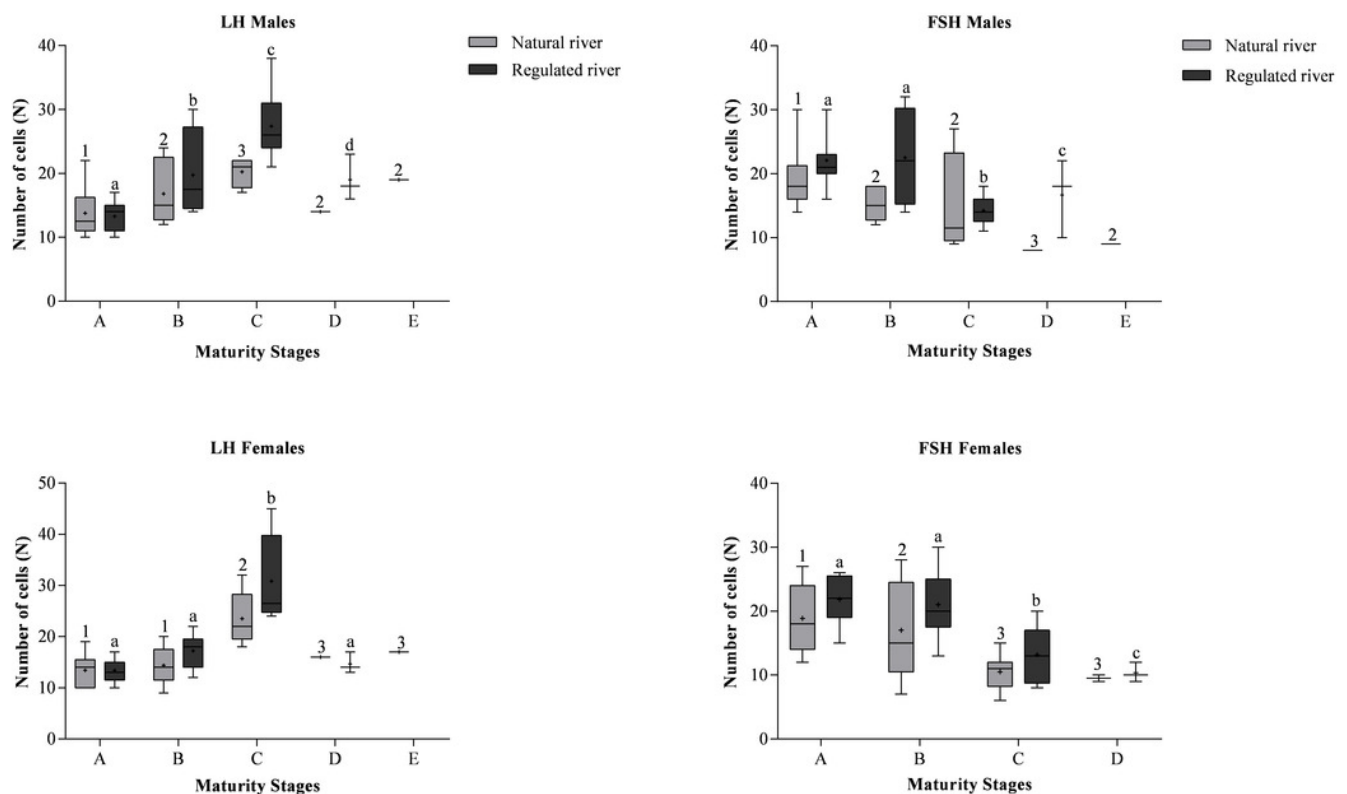 LH Males
Number of cells (N)
40
30
20
10
0
1 a 2 b 3 c 2 d 2
A B C D E
Maturity Stages
Natural river
Regulated river
FSH Males
Number of cells (N)
40
30
20
10
0
1 a 2 a 2 b 3 c 2
A B C D E
Maturity Stages
Natural river
Regulated river
LH Females
Number of cells (N)
50
40
30
20
10
0
1 a 1 a 2 b 3 a 3
A B C D E
Maturity Stages
FSH Females
Number of cells (N)
40
30
20
10
0
1 a 2 a 3 b 3 c
A B C D
Maturity Stages